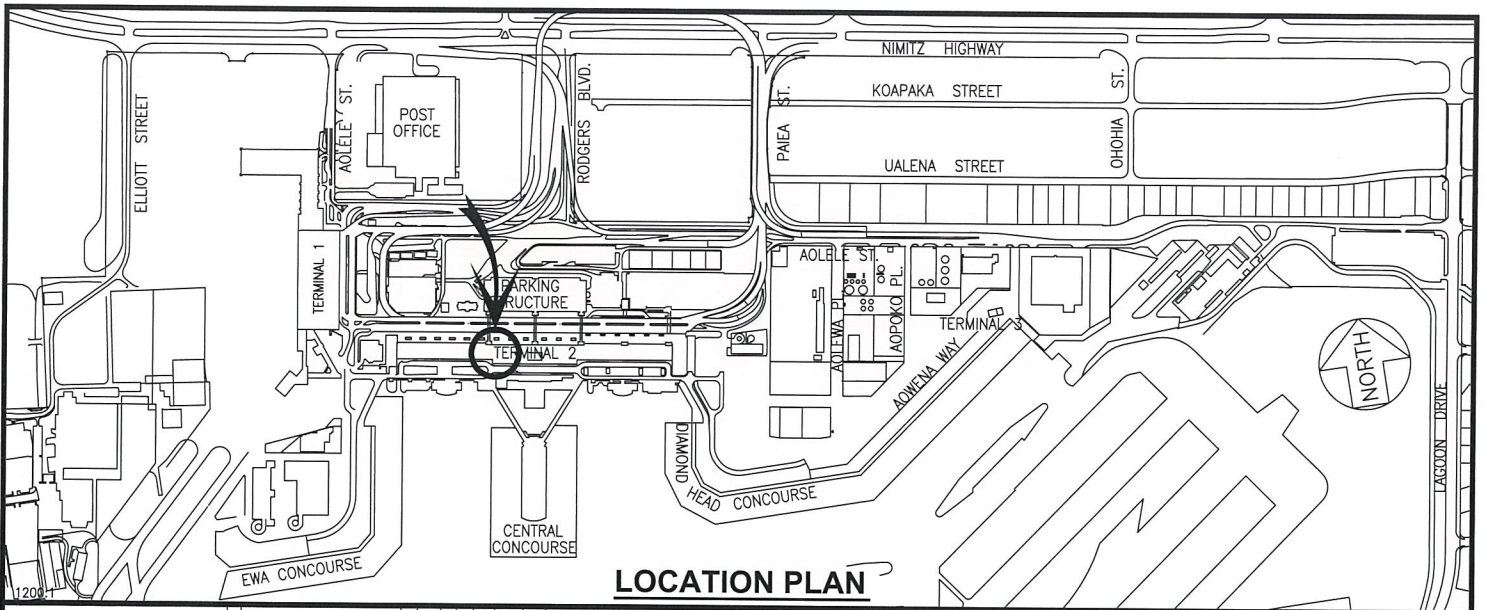 NIMITZ HIGHWAY
KOAPAKA STREET
UALENA STREET
ELLIOTT STREET
AOLELE ST.
POST
OFFICE
RODGERS BLVD.
PAIEA ST.
OHOHIA ST.
TERMINAL 1
PARKING
STRUCTURE
TERMINAL 2
AOLELE ST.
AOPOKO PL.
TERMINAL 3
AOWENA WAY
NORTH
LAGOON DRIVE
DIAMOND HEAD CONCOURSE
CENTRAL
CONCOURSE
EWA CONCOURSE
LOCATION PLAN